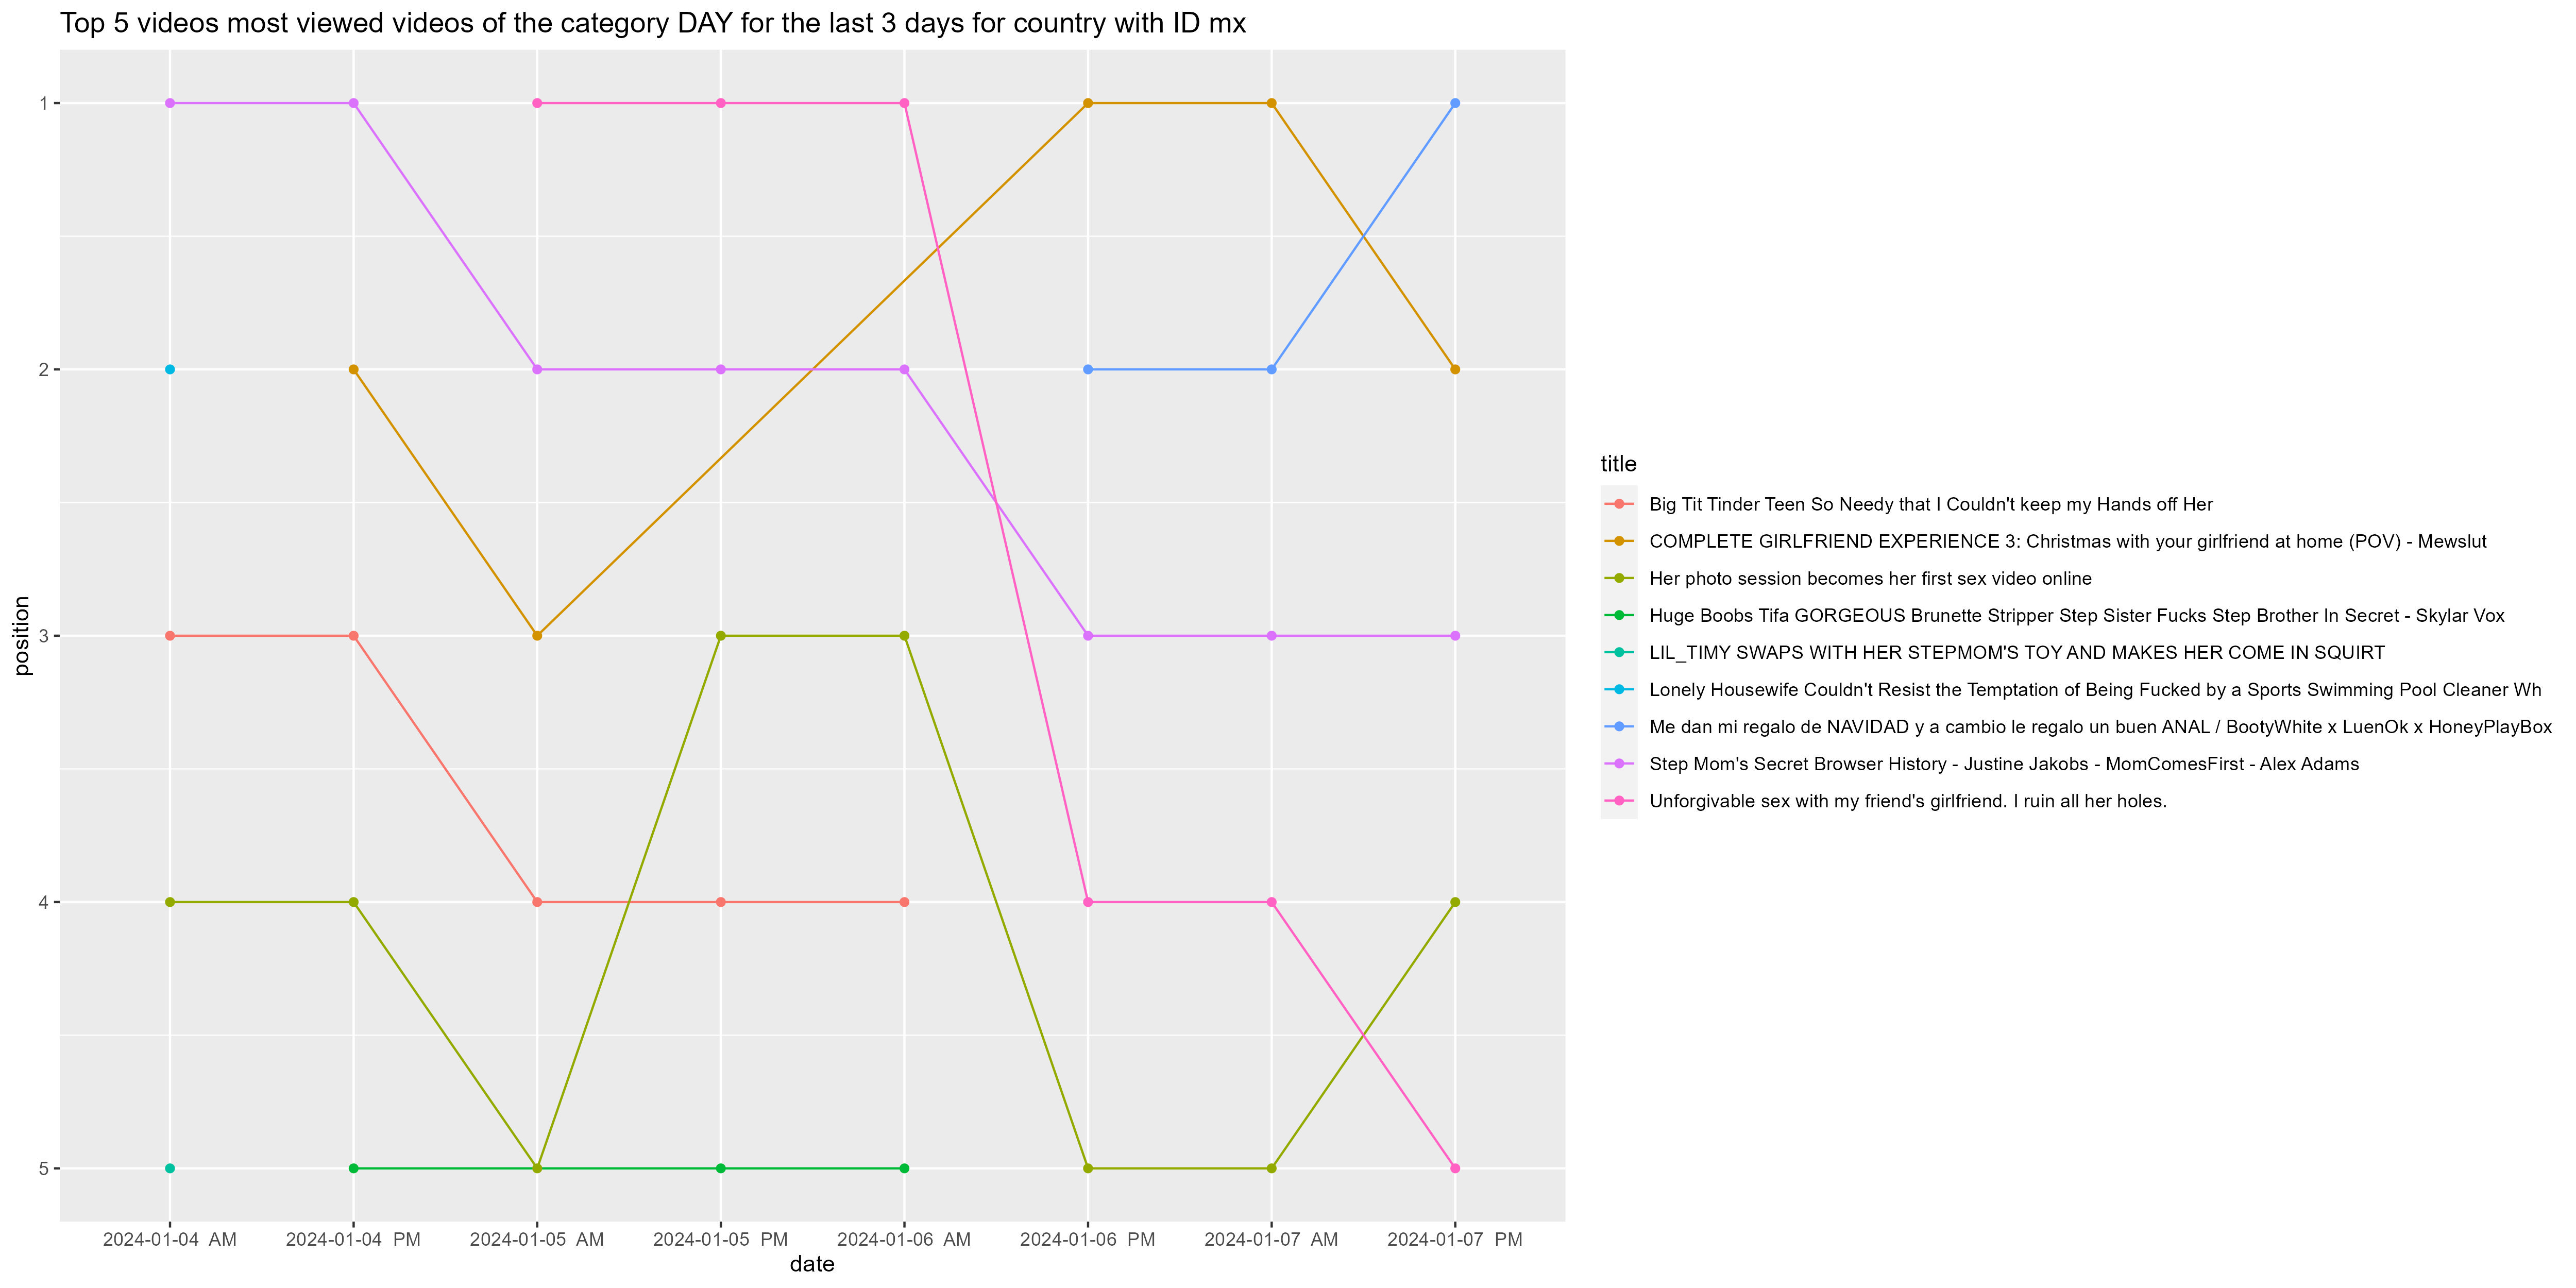 Top 5 videos most viewed videos of the category DAY for the last 3 days for country with ID mx
position
1
2
3
4
5
2024-01-04 AM
2024-01-04 PM
2024-01-05 AM
2024-01-05 PM
2024-01-06 AM
2024-01-06 PM
2024-01-07 AM
2024-01-07 PM
date
title
Big Tit Tinder Teen So Needy that I Couldn't keep my Hands off Her
COMPLETE GIRLFRIEND EXPERIENCE 3: Christmas with your girlfriend at home (POV) - Mewslut
Her photo session becomes her first sex video online
Huge Boobs Tifa GORGEOUS Brunette Stripper Step Sister Fucks Step Brother In Secret - Skylar Vox
LIL_TIMY SWAPS WITH HER STEPMOM'S TOY AND MAKES HER COME IN SQUIRT
Lonely Housewife Couldn't Resist the Temptation of Being Fucked by a Sports Swimming Pool Cleaner Wh
Me dan mi regalo de NAVIDAD y a cambio le regalo un buen ANAL / BootyWhite x LuenOk x HoneyPlayBox
Step Mom's Secret Browser History - Justine Jakobs - MomComesFirst - Alex Adams
Unforgivable sex with my friend's girlfriend. I ruin all her holes.